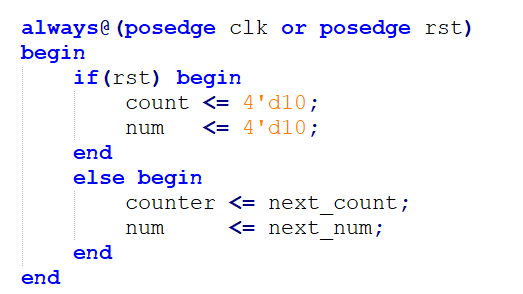 always@(posedge clk or posedge rst)
begin
    if(rst) begin
        count <= 4'd10;
        num   <= 4'd10;
    end
    else begin
        counter <= next_count;
        num     <= next_num;
    end
end